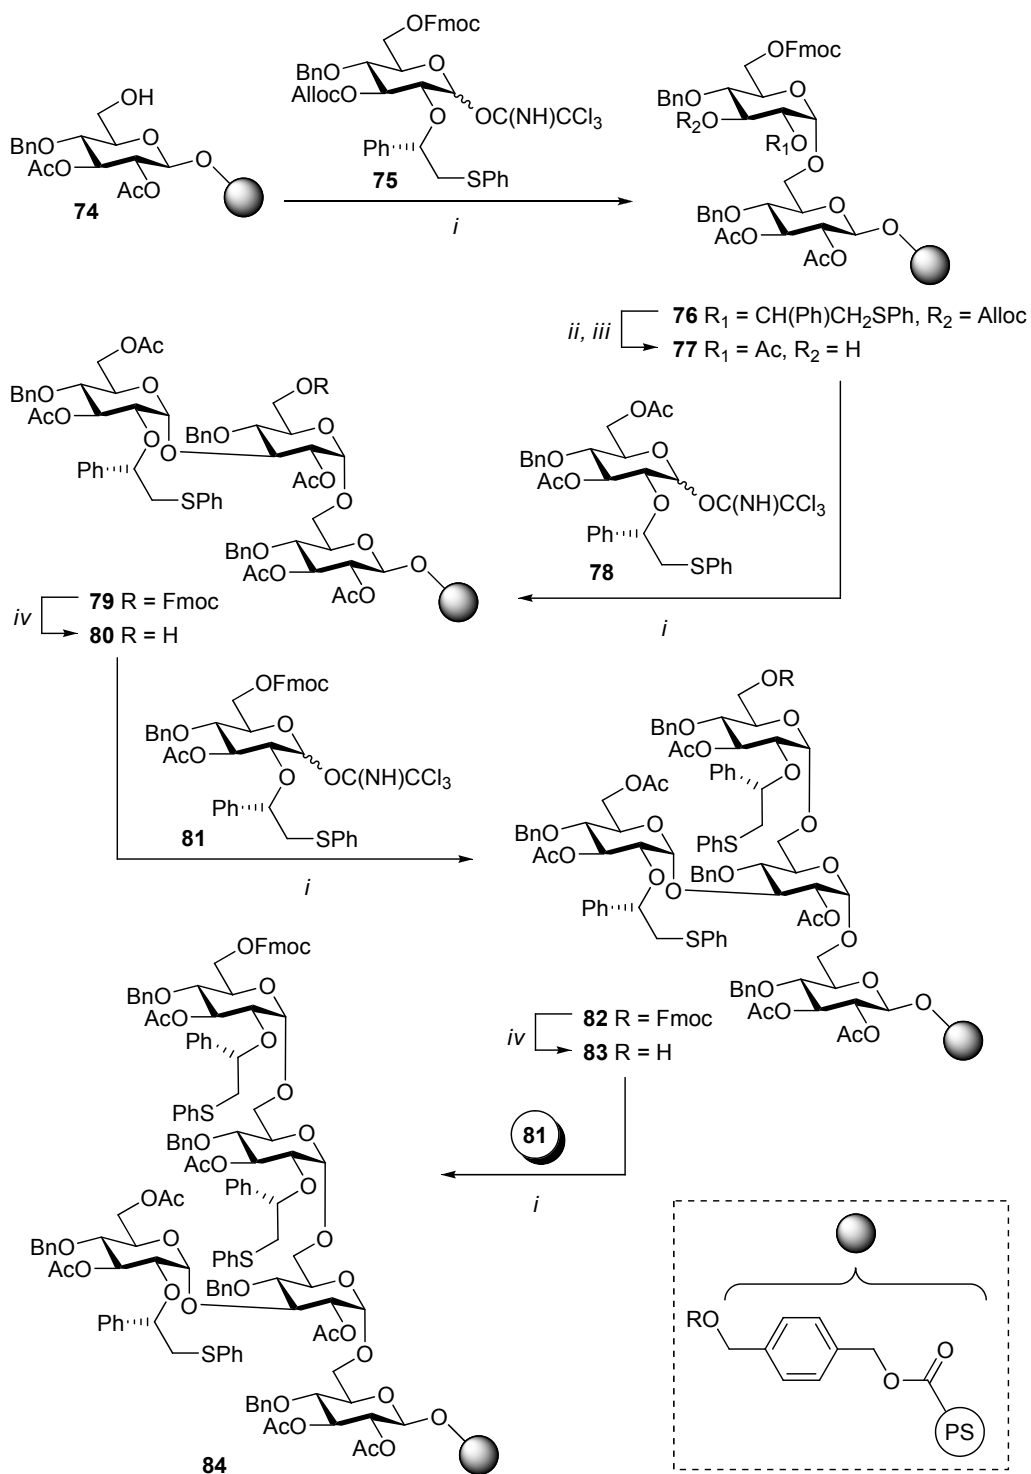 OFmoc
BnO
O
AllocO
O
OC(NH)CCl3
Ph
SPh
75
OH
BnO
O
AcO
AcO
O
74
i
OFmoc
BnO
R2O
O
R1O
O
BnO
O
AcO
AcO
O
ii, iii
76 R1 = CH(Ph)CH2SPh, R2 = Alloc
77 R1 = Ac, R2 = H
OAc
BnO
AcO
O
O
Ph
SPh
O
OR
BnO
O
AcO
O
BnO
O
AcO
AcO
O
OAc
BnO
O
AcO
O
OC(NH)CCl3
Ph
SPh
78
i
iv
79 R = Fmoc
80 R = H
OFmoc
BnO
O
AcO
O
OC(NH)CCl3
Ph
SPh
81
i
OR
BnO
O
AcO
Ph
O
PhS
O
OAc
BnO
O
AcO
O
Ph
SPh
O
BnO
O
AcO
O
BnO
O
AcO
AcO
O
iv
82 R = Fmoc
83 R = H
81
i
OFmoc
BnO
O
AcO
Ph
O
PhS
O
BnO
O
AcO
Ph
O
PhS
O
OAc
BnO
O
AcO
O
Ph
SPh
O
BnO
O
AcO
O
BnO
O
AcO
AcO
O
84
RO
O
O
PS